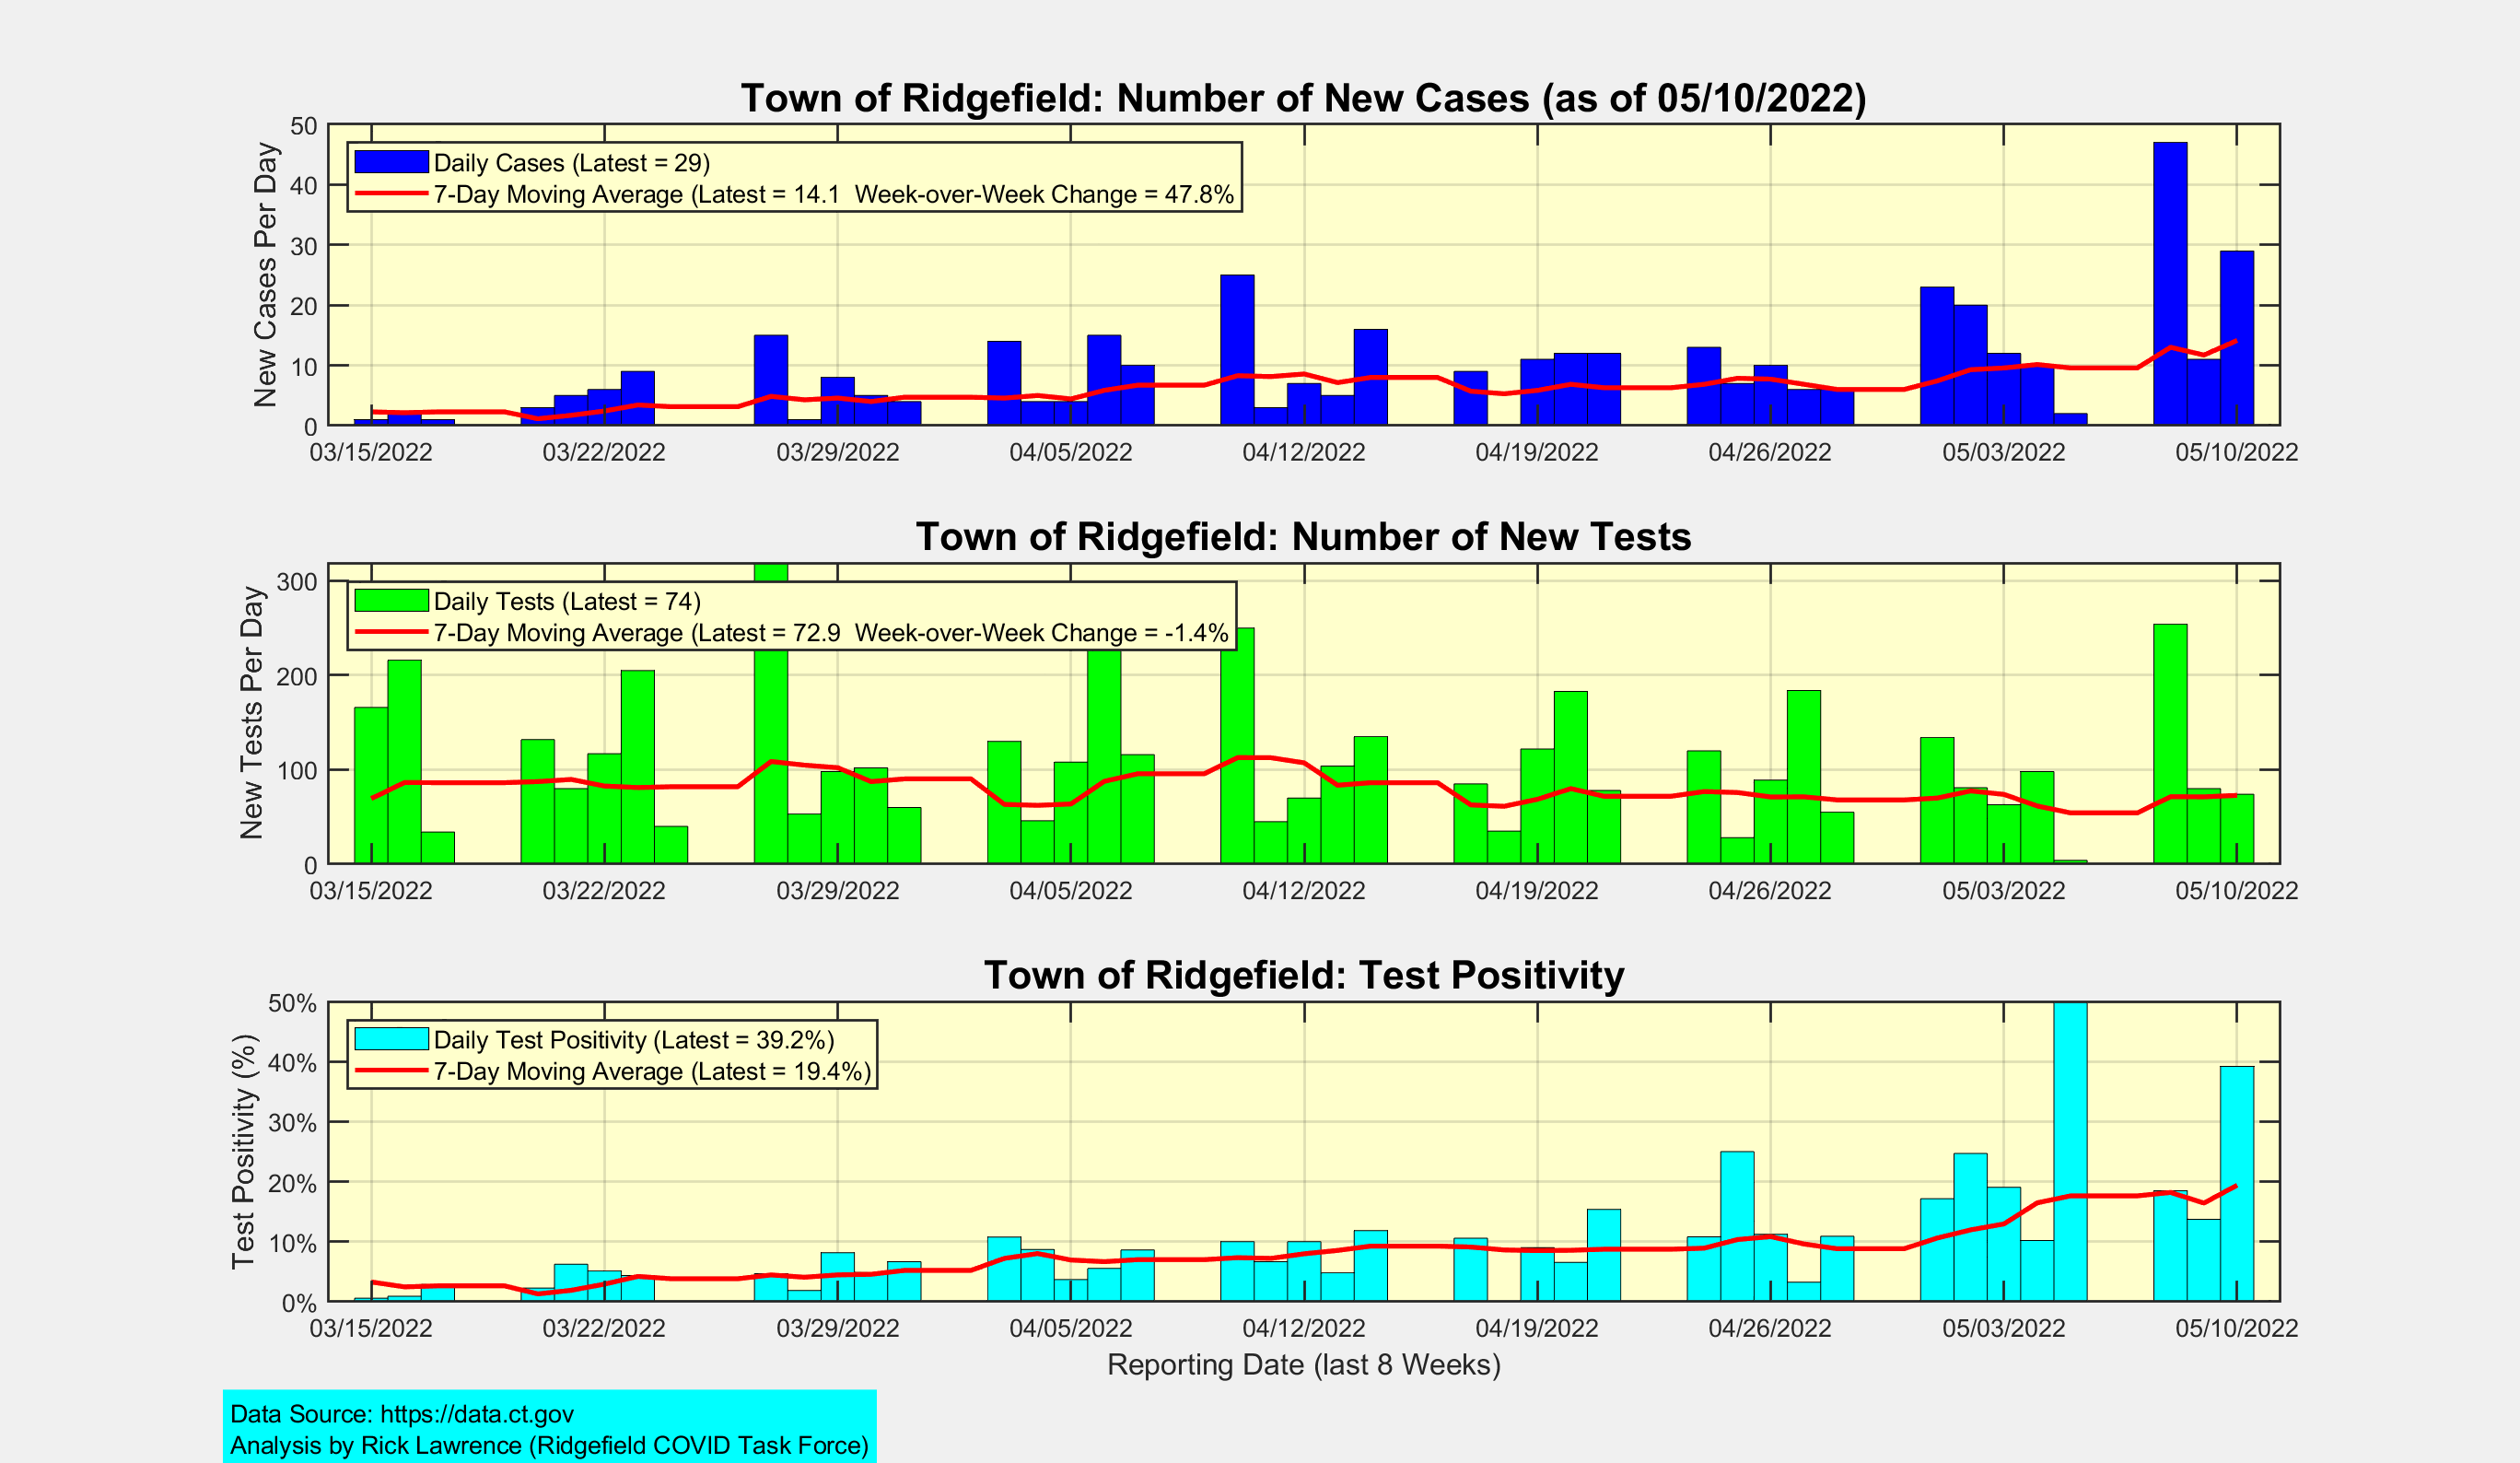 Town of Ridgefield: Number of New Cases (as of 05/10/2022)
New Cases Per Day
50
40
30
20
10
0
Daily Cases (Latest = 29)
7-Day Moving Average (Latest = 14.1  Week-over-Week Change = 47.8%
03/15/2022 03/22/2022 03/29/2022 04/05/2022 04/12/2022 04/19/2022 04/26/2022 05/03/2022 05/10/2022
Town of Ridgefield: Number of New Tests
New Tests Per Day
300
200
100
0
Daily Tests (Latest = 74)
7-Day Moving Average (Latest = 72.9  Week-over-Week Change = -1.4%
03/15/2022 03/22/2022 03/29/2022 04/05/2022 04/12/2022 04/19/2022 04/26/2022 05/03/2022 05/10/2022
Town of Ridgefield: Test Positivity
Test Positivity (%)
50%
40%
30%
20%
10%
0%
Daily Test Positivity (Latest = 39.2%)
7-Day Moving Average (Latest = 19.4%)
03/15/2022 03/22/2022 03/29/2022 04/05/2022 04/12/2022 04/19/2022 04/26/2022 05/03/2022 05/10/2022
Reporting Date (last 8 Weeks)
Data Source: https://data.ct.gov
Analysis by Rick Lawrence (Ridgefield COVID Task Force)